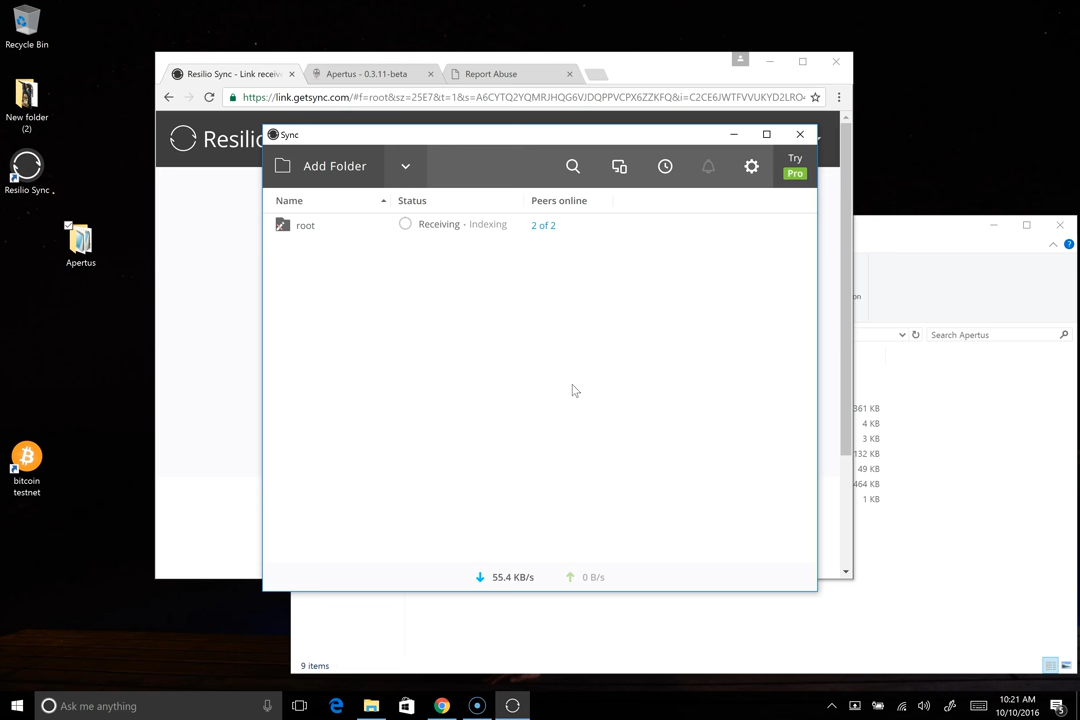 Recycle Bin
New folder
(2)
Resilio Sync
Apertus
bitcoin
testnet
Resilio Sync - Link receiv
Apertus - 0.3.11-beta
Report Abuse
https://link.getsync.com/#f=root&sz=25E7&t=1&s=A6CYTQ2YQMRJHQG6VJDQPPVCPX6ZZKFQ&i=C2CE6JWTFVVUKYD2LRO
Resilio
Sync
Add Folder
Try
Pro
Name
Status
Peers online
root
Receiving · Indexing
2 of 2
55.4 KB/s
0 B/s
on
Search Apertus
361 KB
4 KB
3 KB
132 KB
49 KB
464 KB
1 KB
9 items
Ask me anything
10:21 AM
10/10/2016
5